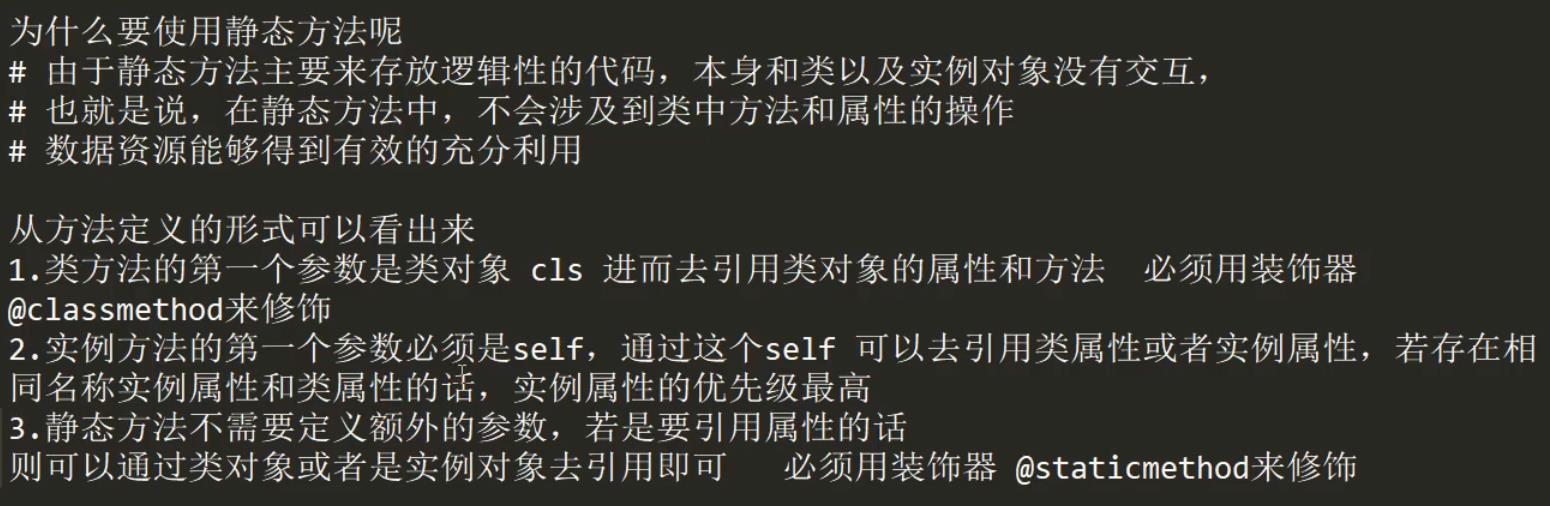 为什么要使用静态方法呢
# 由于静态方法主要来存放逻辑性的代码，本身和类以及实例对象没有交互，
# 也就是说，在静态方法中，不会涉及到类中方法和属性的操作
# 数据资源能够得到有效的充分利用
从方法定义的形式可以看出来
1.类方法的第一个参数是类对象 cls 进而去引用类对象的属性和方法  必须用装饰器
@classmethod来修饰
2.实例方法的第一个参数必须是self，通过这个self 可以去引用类属性或者实例属性，若存在相
同名称实例属性和类属性的话，实例属性的优先级最高
3.静态方法不需要定义额外的参数，若是要引用属性的话
则可以通过类对象或者是实例对象去引用即可   必须用装饰器 @staticmethod来修饰